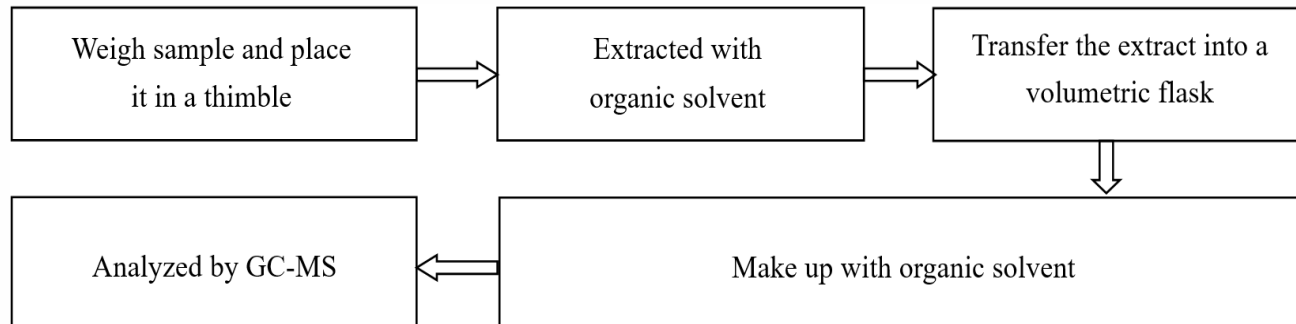 Weigh sample and place
it in a thimble
Extracted with
organic solvent
Transfer the extract into a
volumetric flask
Make up with organic solvent
Analyzed by GC-MS